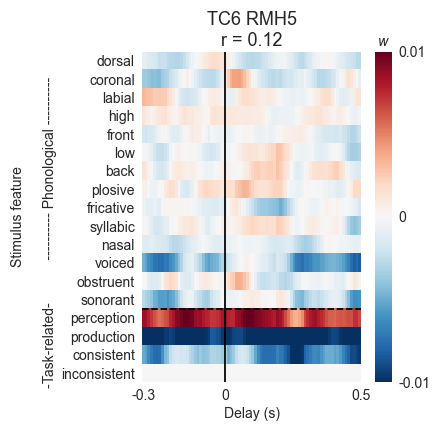 TC6 RMH5
r = 0.12
w
dorsal
coronal
labial
high
front
low
back
plosive
fricative
syllabic
nasal
voiced
obstruent
sonorant
perception
production
consistent
inconsistent
Stimulus feature
---------- Phonological ----------
-Task-related-
-0.3
0
0.5
Delay (s)
0.01
0
-0.01